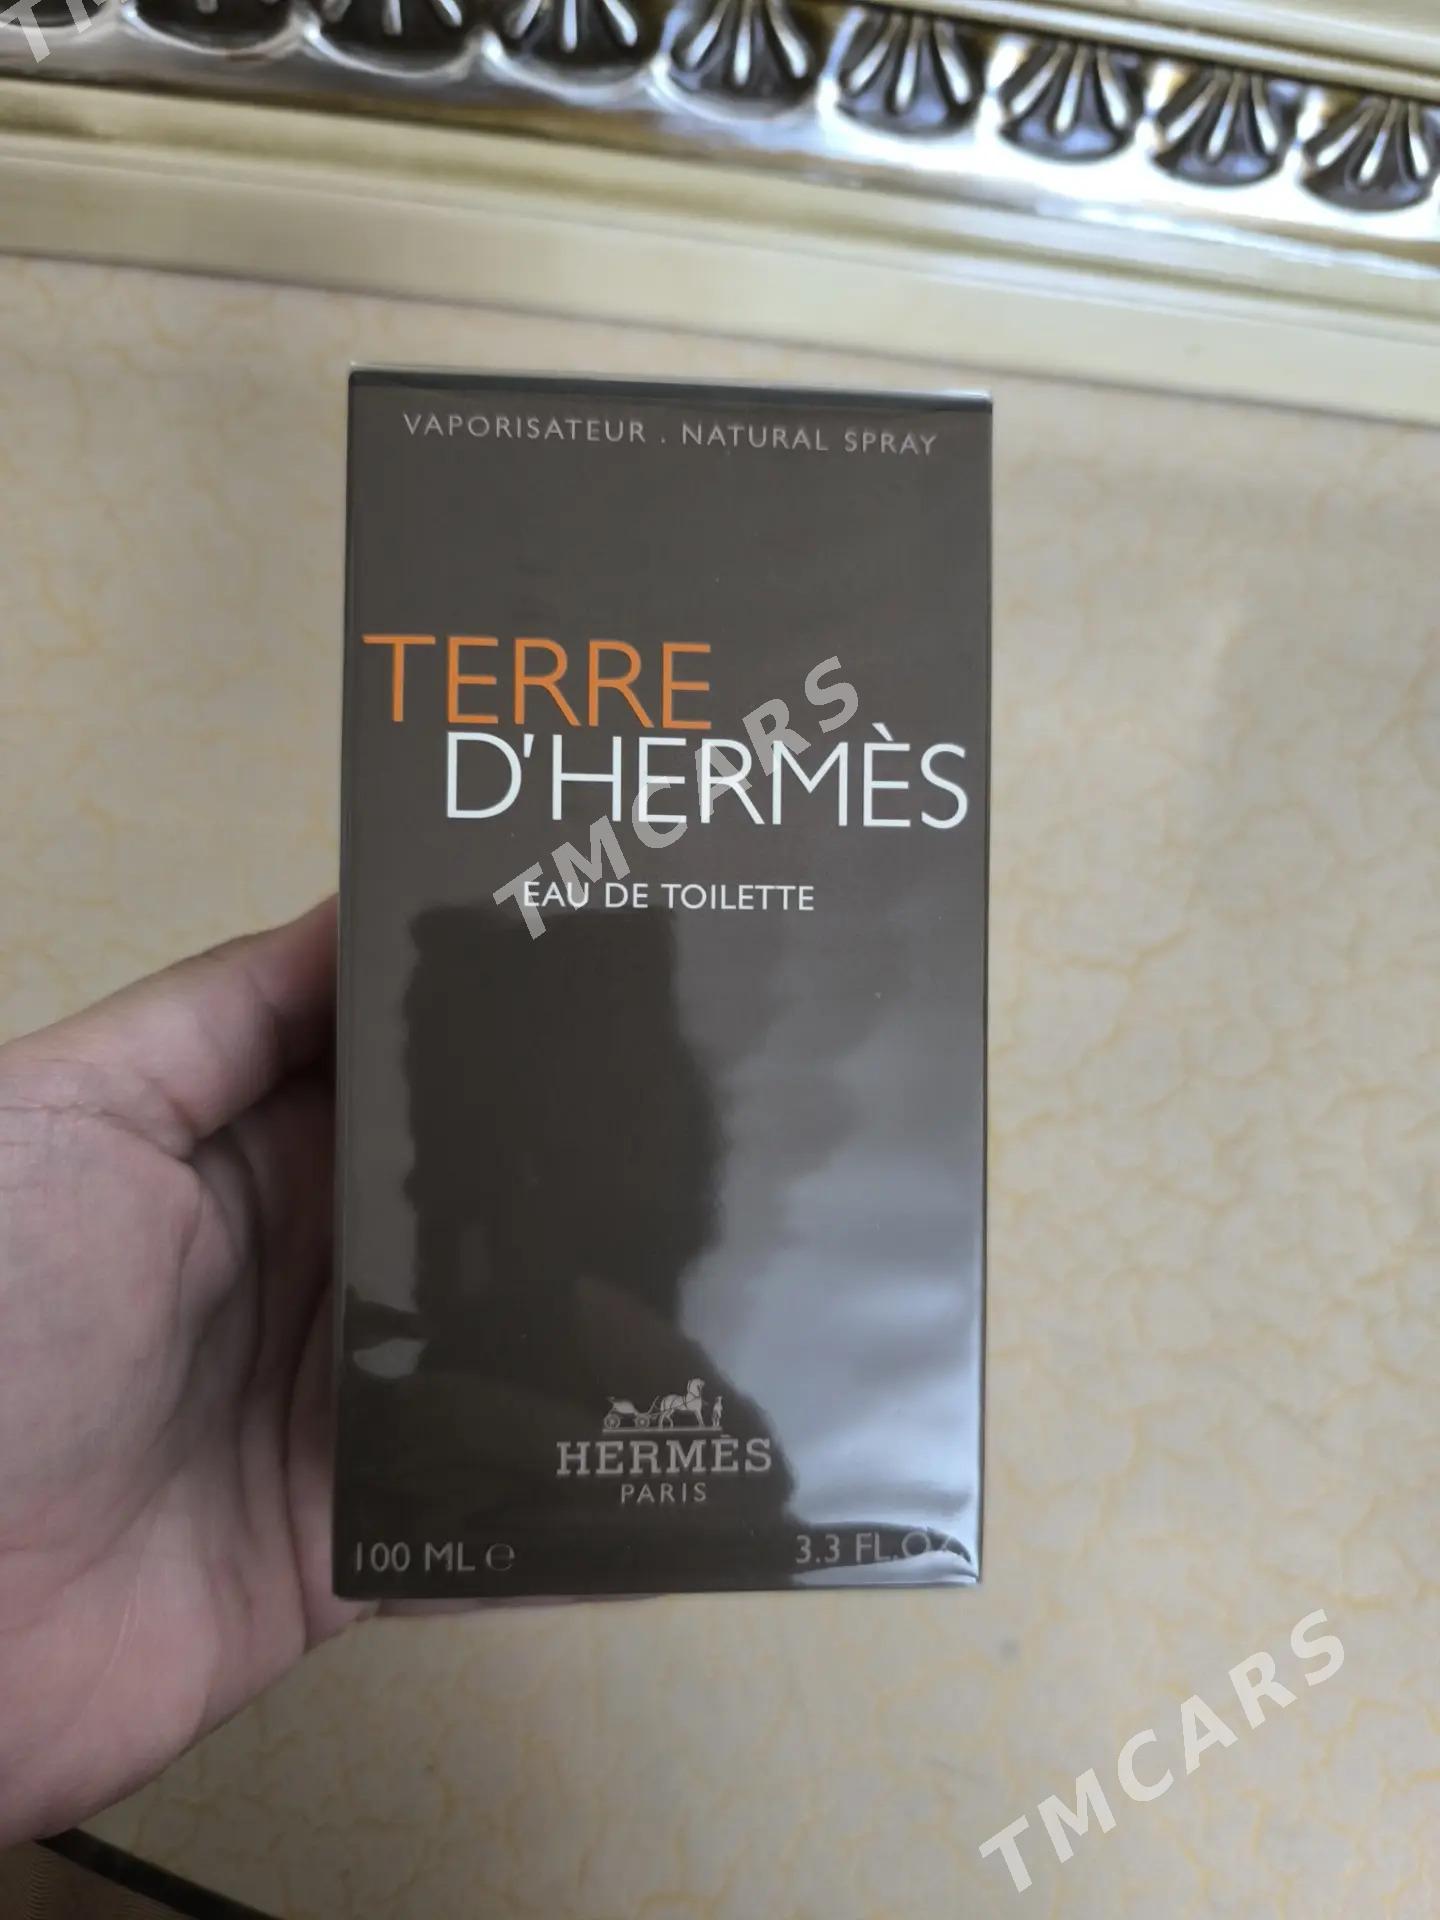 VAPORISATEUR . NATURAL SPRAY
TERRE
D'HERMÈS
TMCARS
EAU DE TOILETTE
HERMÈS
PARIS
100 ML ℮
3.3 FL.OZ.
TMCARS